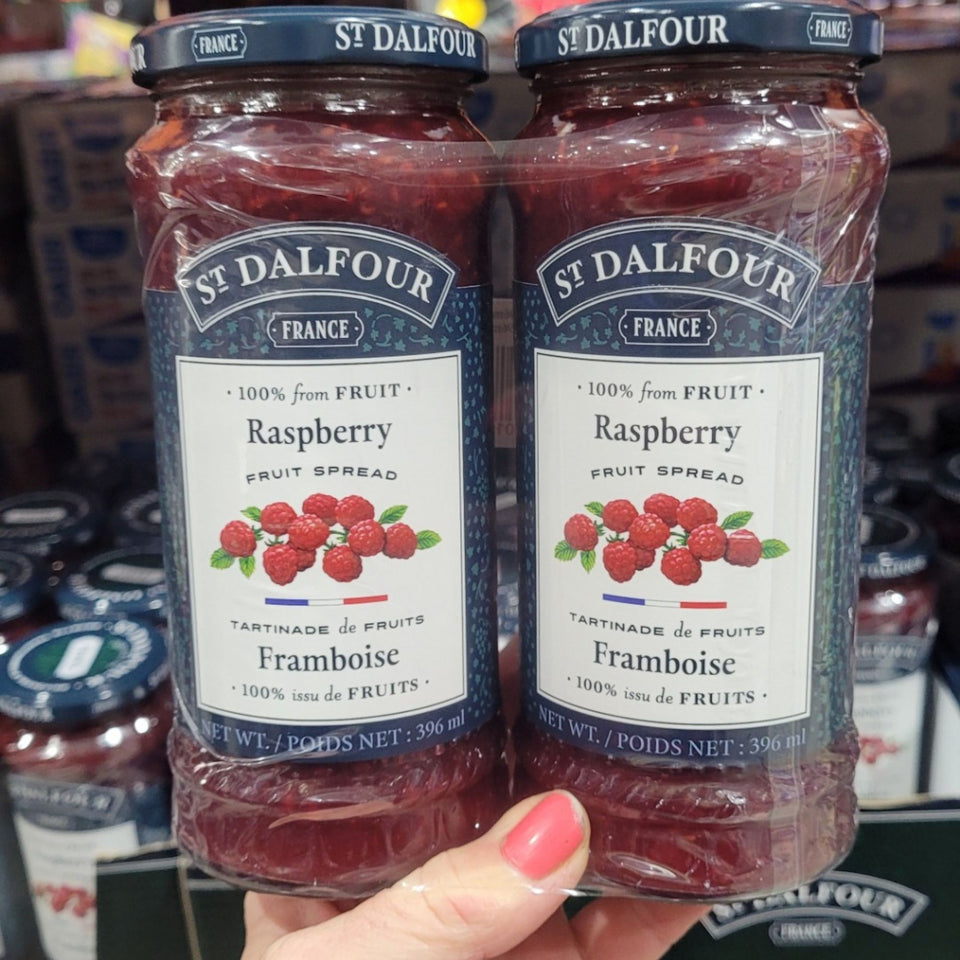 FRANCE
ST DALFOUR
ST DALFOUR
FRANCE
ST DALFOUR
FRANCE
· 100% from FRUIT ·
Raspberry
FRUIT SPREAD
TARTINADE de FRUITS
Framboise
· 100% issu de FRUITS ·
NET WT. / POIDS NET : 396 ml
ST DALFOUR
FRANCE
· 100% from FRUIT ·
Raspberry
FRUIT SPREAD
TARTINADE de FRUITS
Framboise
· 100% issu de FRUITS ·
NET WT. / POIDS NET : 396 ml
ST DALFOUR
FRANCE